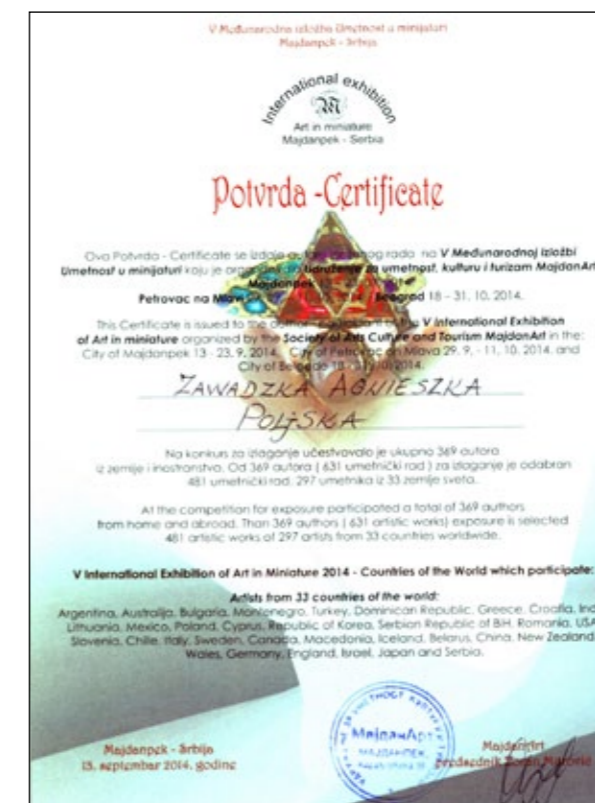 V Međunarodna izložba Umetnost u minijaturi
Majdanpek - Srbija
International exhibition
M
Art in miniature
Majdanpek - Serbia
Potvrda -Certificate
Ova Potvrda - Certificate se izdaje rada na V Međunarodnoj izložbi
Umetnost u minijaturi koju je Udruženje za umetnost, kulturu i turizam MajdanArt
Majdanpek
Petrovac na Beograd 18 - 31. 10. 2014.
This Certificate is issued to the V International Exhibition
of Art in miniature organized by the Society of Arts Culture and Tourism MajdanArt in the:
City of Majdanpek 13 - 23. 9. 2014. City of Petrovac on Mlava 29. 9. - 11. 10. 2014. and
City of 2014.
ZAWADZKA AGNIESZKA
POLJSKA
Na konkurs za izlaganje učestvovalo je ukupno 369 autora
iz zemlje i inostranstva. Od 369 autora ( 631 umetnički rad ) za izlaganje je odabran
481 umetnički rad, 297 umetnika iz 33 zemlje sveta.
At the competition for exposure participated a total of 369 authors
from home and abroad. Than 369 authors ( 631 artistic works) exposure is selected
481 artistic works of 297 artists from 33 countries worldwide.
V International Exhibition of Art in Miniature 2014 - Countries of the World which participate:
Artists from 33 countries of the world:
Argentina, Australija, Bulgaria, Montenegro, Turkey, Dominican Republic, Greece, Croatia,
Lithuania, Mexico, Poland, Cyprus, Republic of Korea, Serbian Republic of BiH, Romania, USA
Slovenia, Chille, Italy, Sweden, Canada, Macedonia, Iceland, Belarus, China, New Zealand
Wales, Germany, England, Israel, Japan and Serbia.
МајданАрт
МАЈДАНПЕК
Majdanpek - Srbija
13. septembar 2014. godine
MajdanArt
predsednik